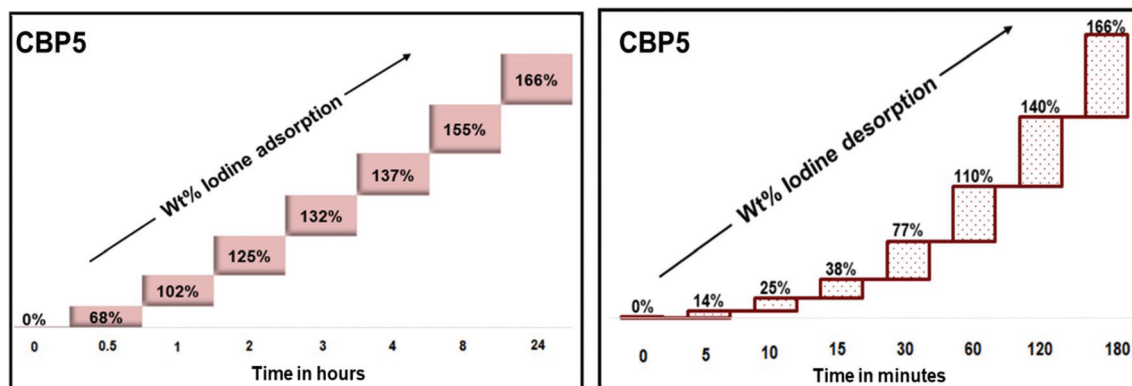 CBP5
Wt% Iodine adsorption
0%
68%
102%
125%
132%
137%
155%
166%
0 0.5 1 2 3 4 8 24
Time in hours
CBP5
Wt% Iodine desorption
0%
14%
25%
38%
77%
110%
140%
166%
0 5 10 15 30 60 120 180
Time in minutes